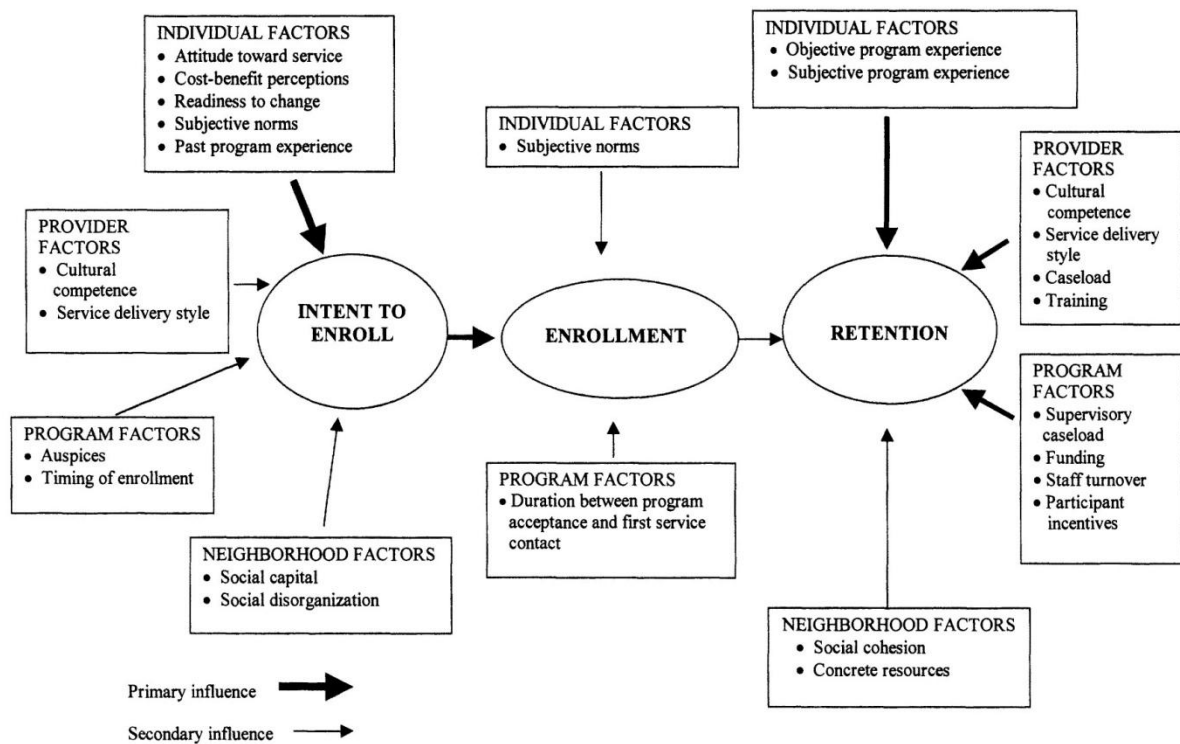 INDIVIDUAL FACTORS
• Attitude toward service
• Cost-benefit perceptions
• Readiness to change
• Subjective norms
• Past program experience
INDIVIDUAL FACTORS
• Subjective norms
INDIVIDUAL FACTORS
• Objective program experience
• Subjective program experience
PROVIDER
FACTORS
• Cultural
competence
• Service delivery style
PROVIDER
FACTORS
• Cultural
competence
• Service delivery
style
• Caseload
• Training
INTENT TO
ENROLL
ENROLLMENT
RETENTION
PROGRAM FACTORS
• Auspices
• Timing of enrollment
PROGRAM FACTORS
• Duration between program
acceptance and first service
contact
PROGRAM
FACTORS
• Supervisory
caseload
• Funding
• Staff turnover
• Participant
incentives
NEIGHBORHOOD FACTORS
• Social capital
• Social disorganization
NEIGHBORHOOD FACTORS
• Social cohesion
• Concrete resources
Primary influence
Secondary influence